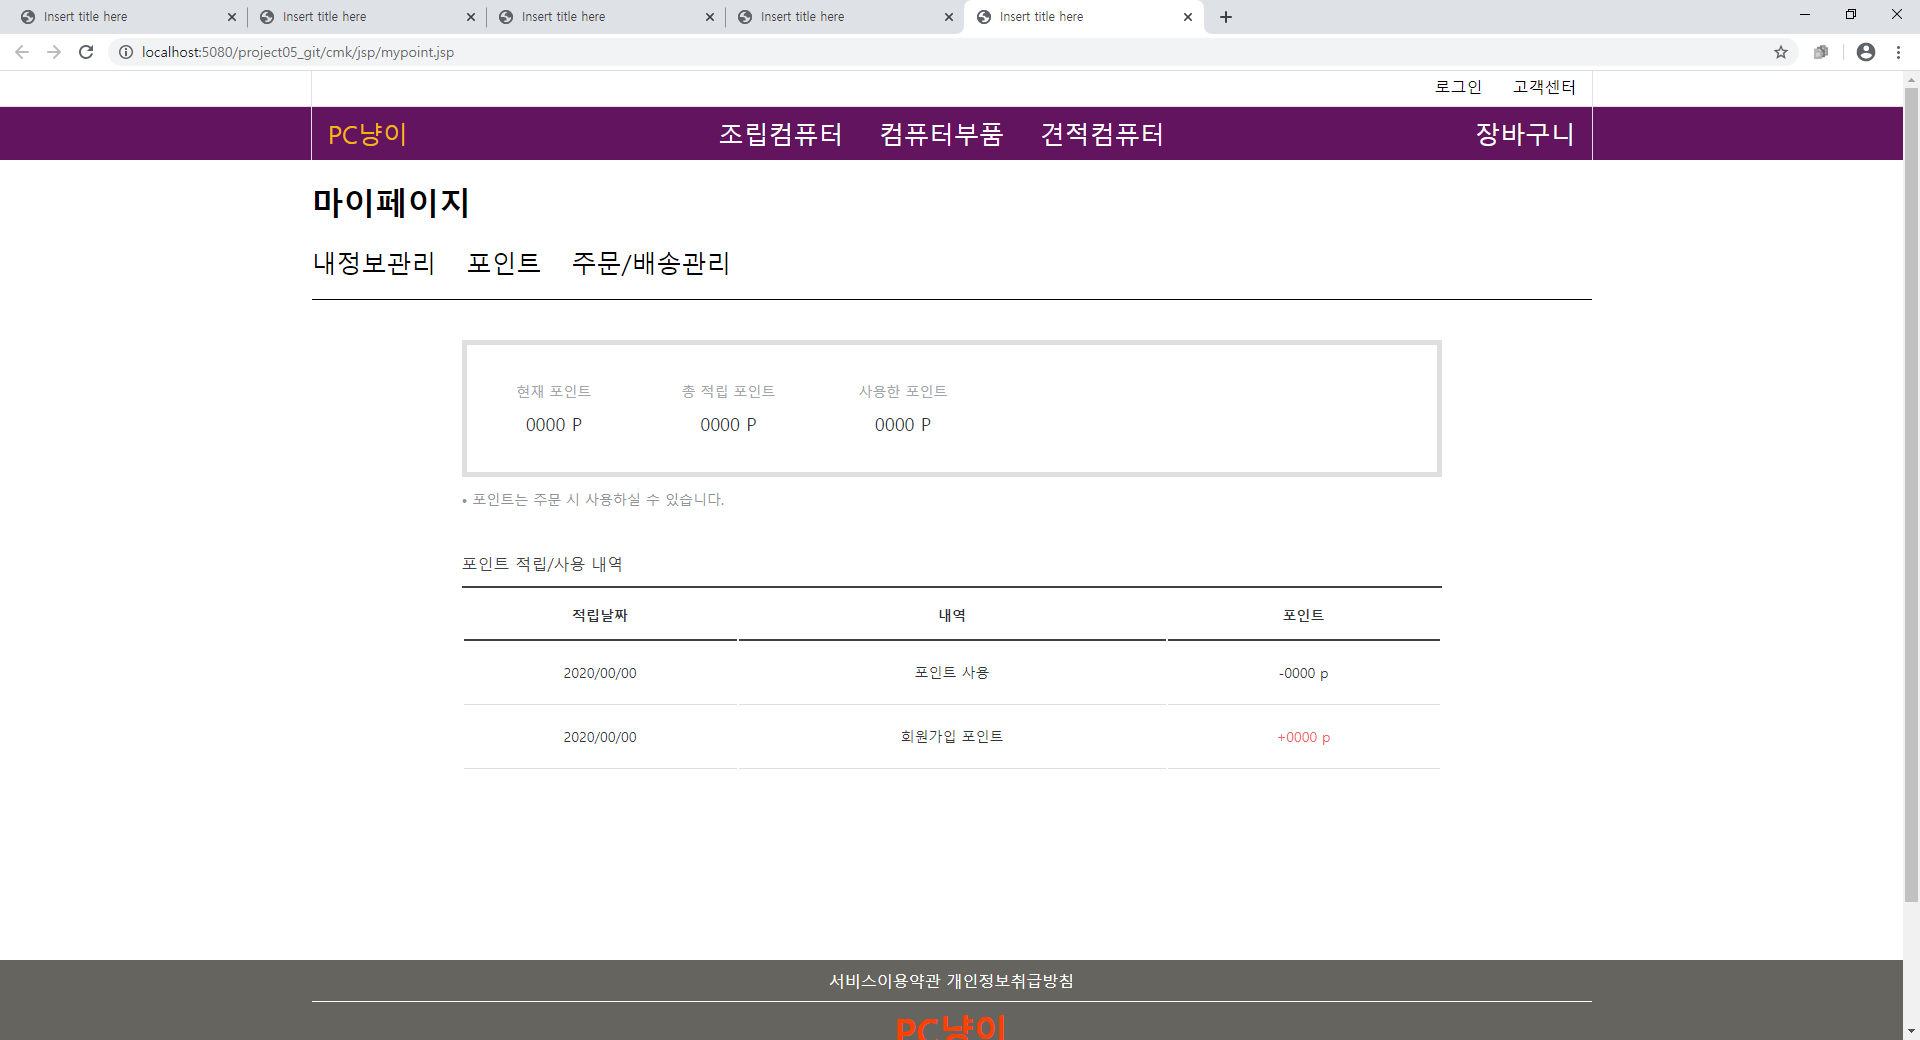 Insert title here
Insert title here
Insert title here
Insert title here
Insert title here
localhost:5080/project05_git/cmk/jsp/mypoint.jsp
로그인 고객센터
PC냥이 조립컴퓨터 컴퓨터부품 견적컴퓨터 장바구니
마이페이지
내정보관리 포인트 주문/배송관리
현재 포인트 총 적립 포인트 사용한 포인트
0000 P 0000 P 0000 P
• 포인트는 주문 시 사용하실 수 있습니다.
포인트 적립/사용 내역
적립날짜 내역 포인트
2020/00/00 포인트 사용 -0000 p
2020/00/00 회원가입 포인트 +0000 p
서비스이용약관 개인정보취급방침
PC냥이